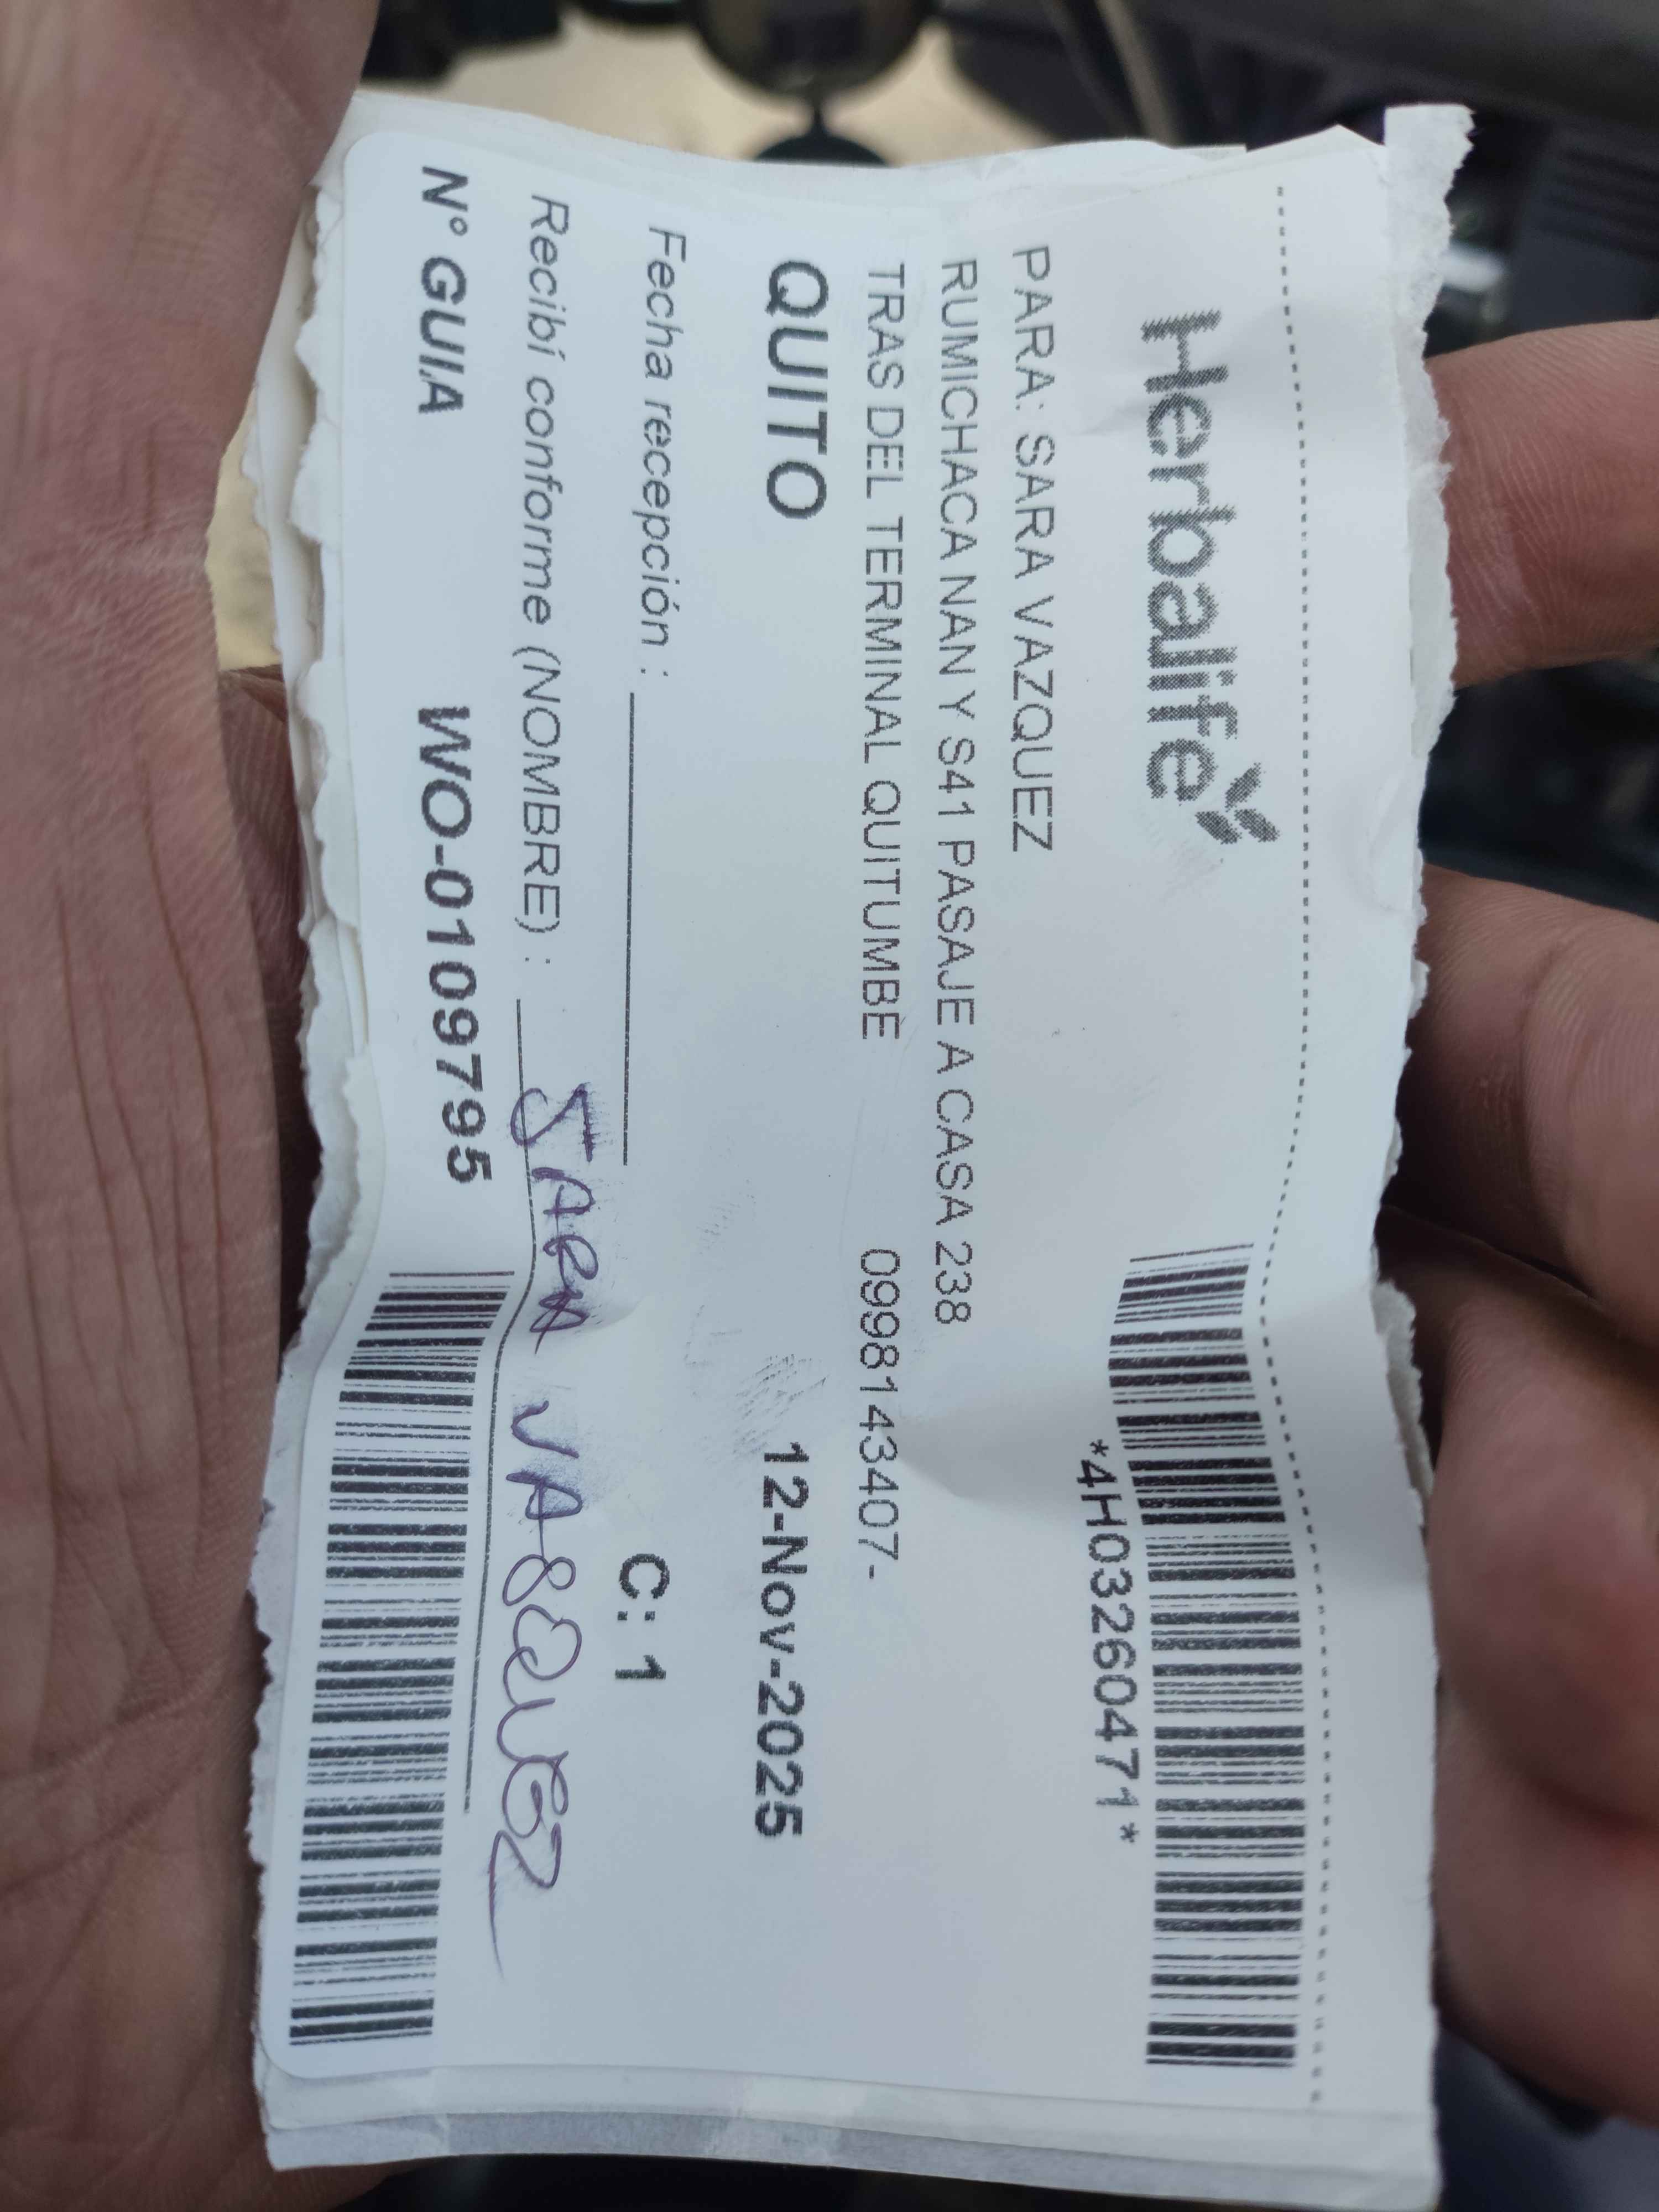 Herbalife
*4H03260471*
PARA: SARA VAZQUEZ
RUMICHACA NAN Y S41 PASAJE A CASA 238
TRAS DEL TERMINAL QUITUMBE 0998143407-
QUITO 12-Nov-2025
Fecha recepción :
C: 1
Recibí conforme (NOMBRE) : SARA VASQUEZ
N° GUIA WO-0109795